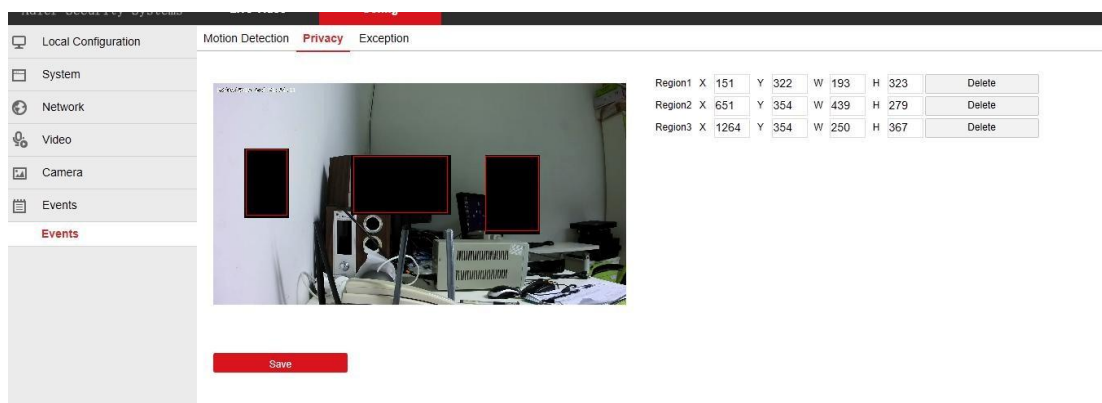 Local Configuration
System
Network
Video
Camera
Events
Events
Motion Detection Privacy Exception
Region1 X 151 Y 322 W 193 H 323 Delete
Region2 X 651 Y 354 W 439 H 279 Delete
Region3 X 1264 Y 354 W 250 H 367 Delete
Save